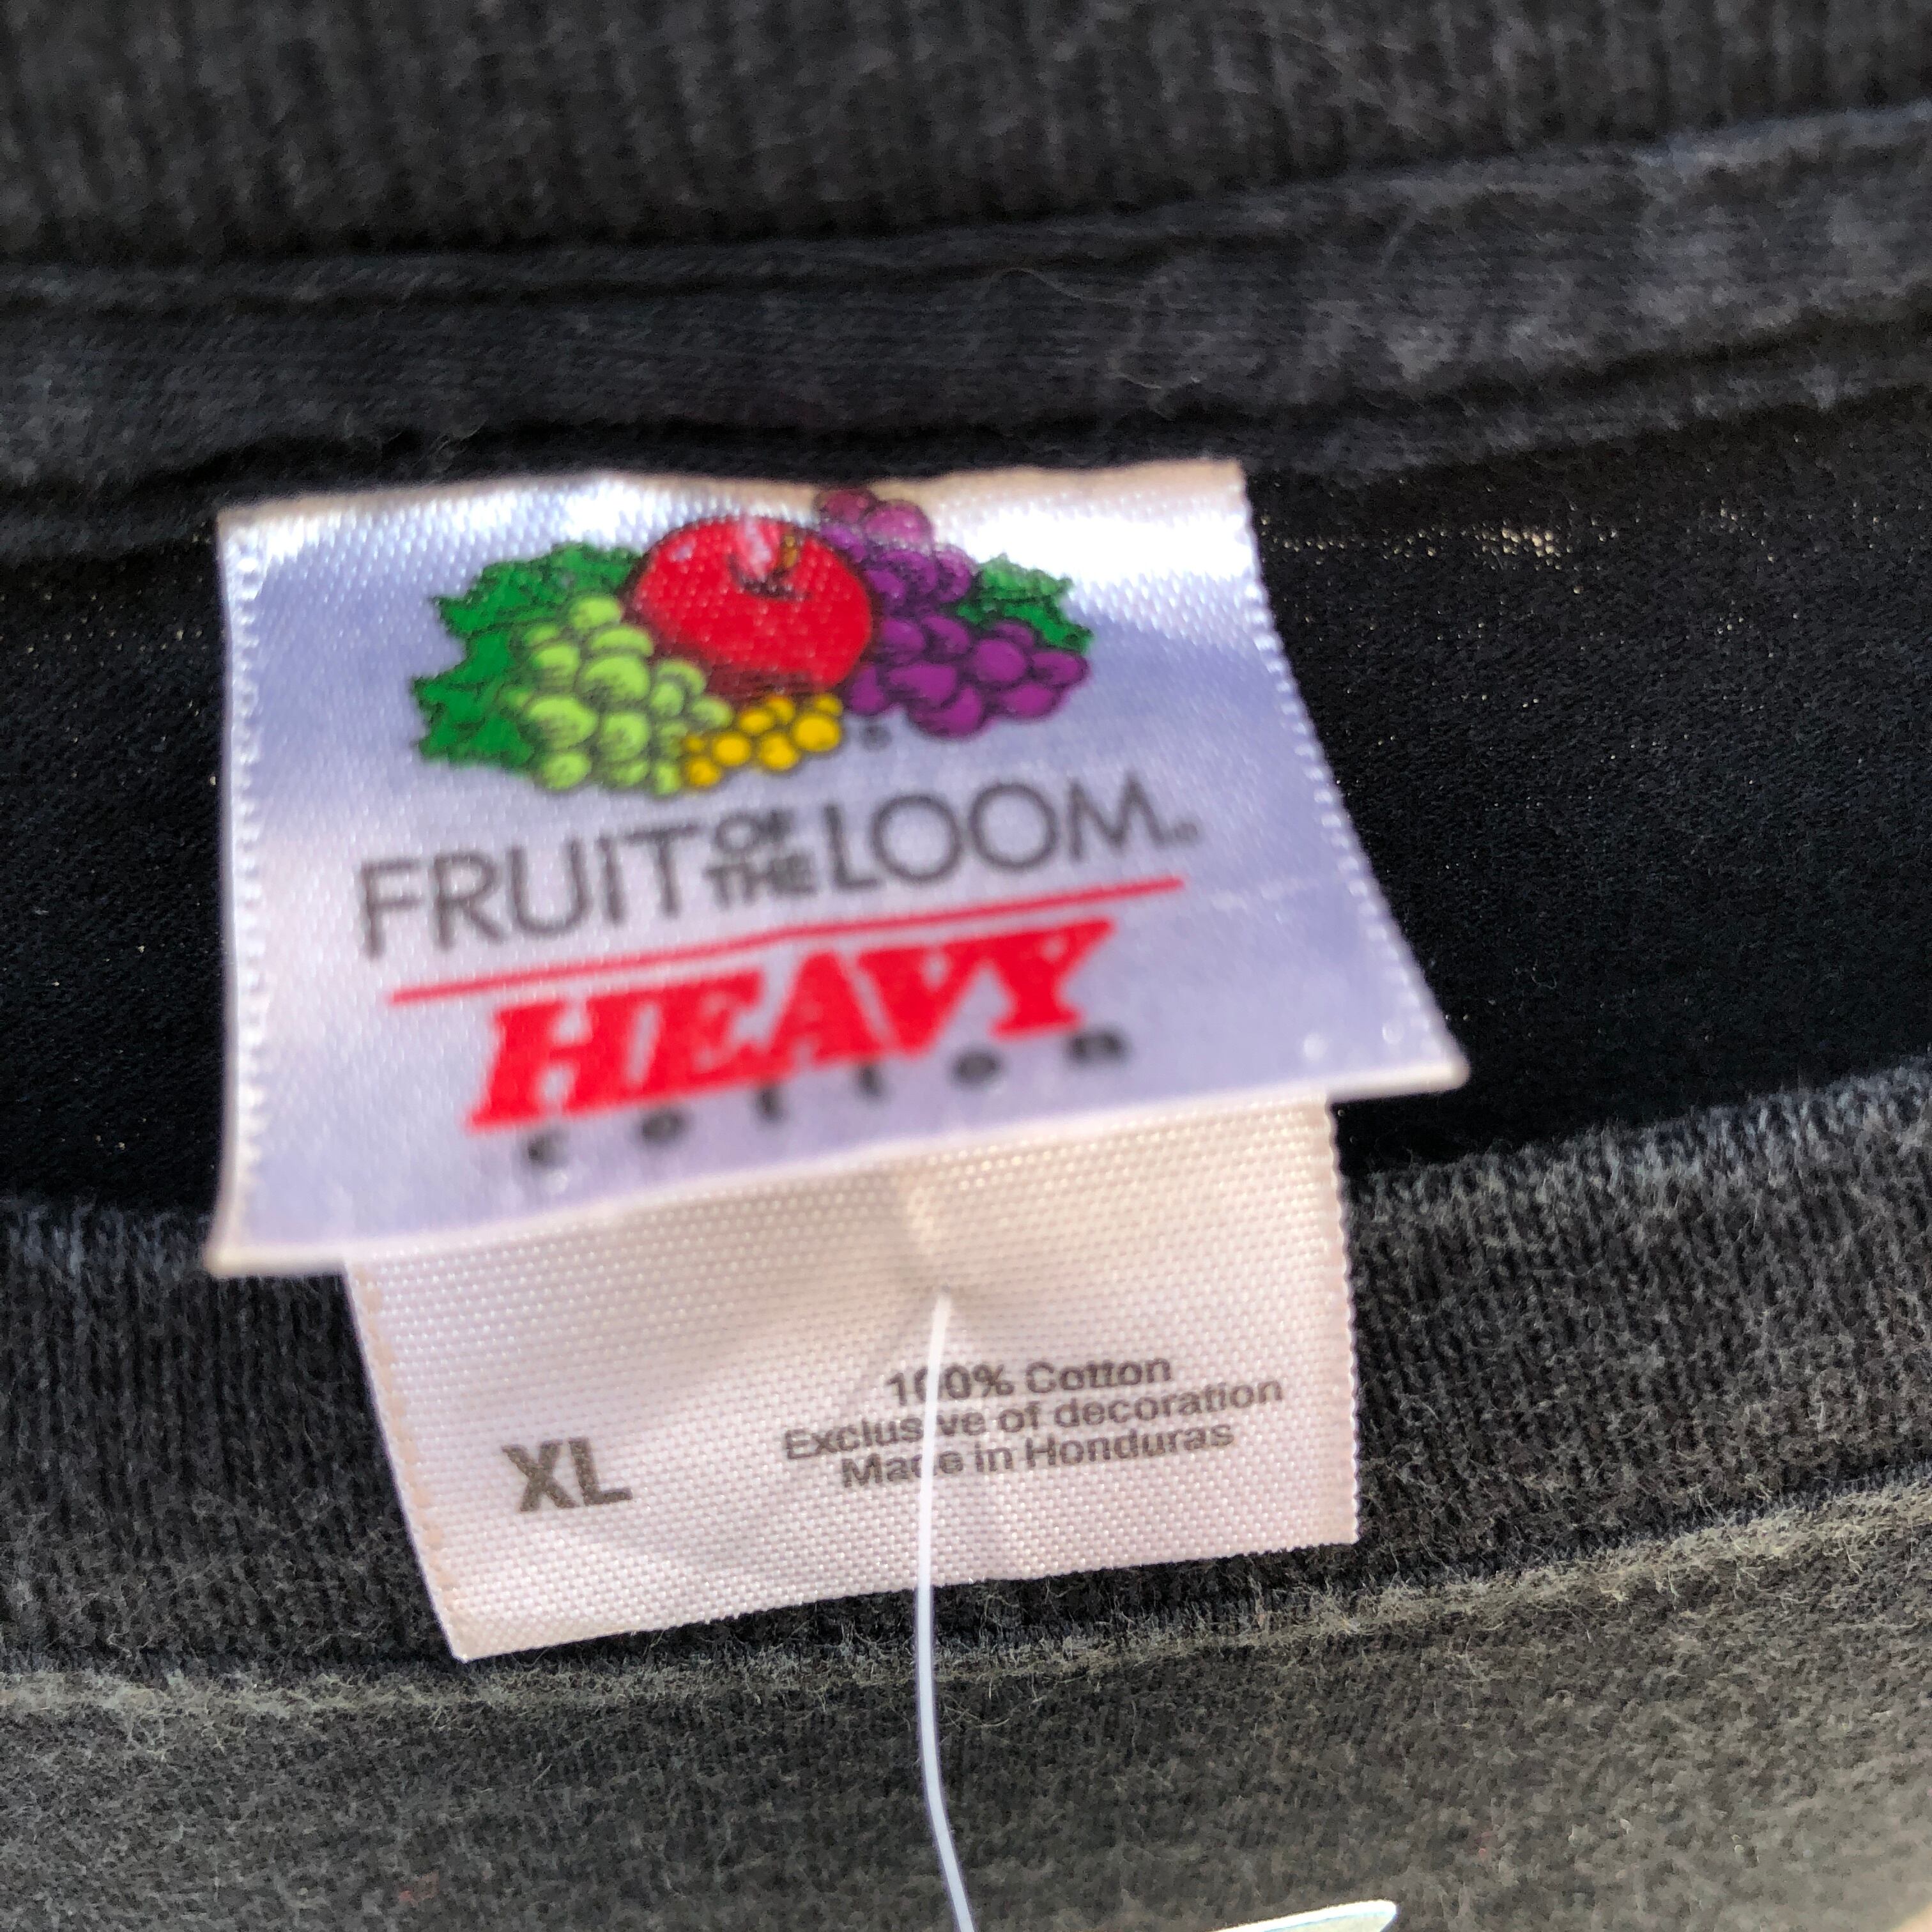 FRUIT OF THE LOOM
HEAVY
cotton
100% Cotton
Exclusive of decoration
Made in Honduras
XL